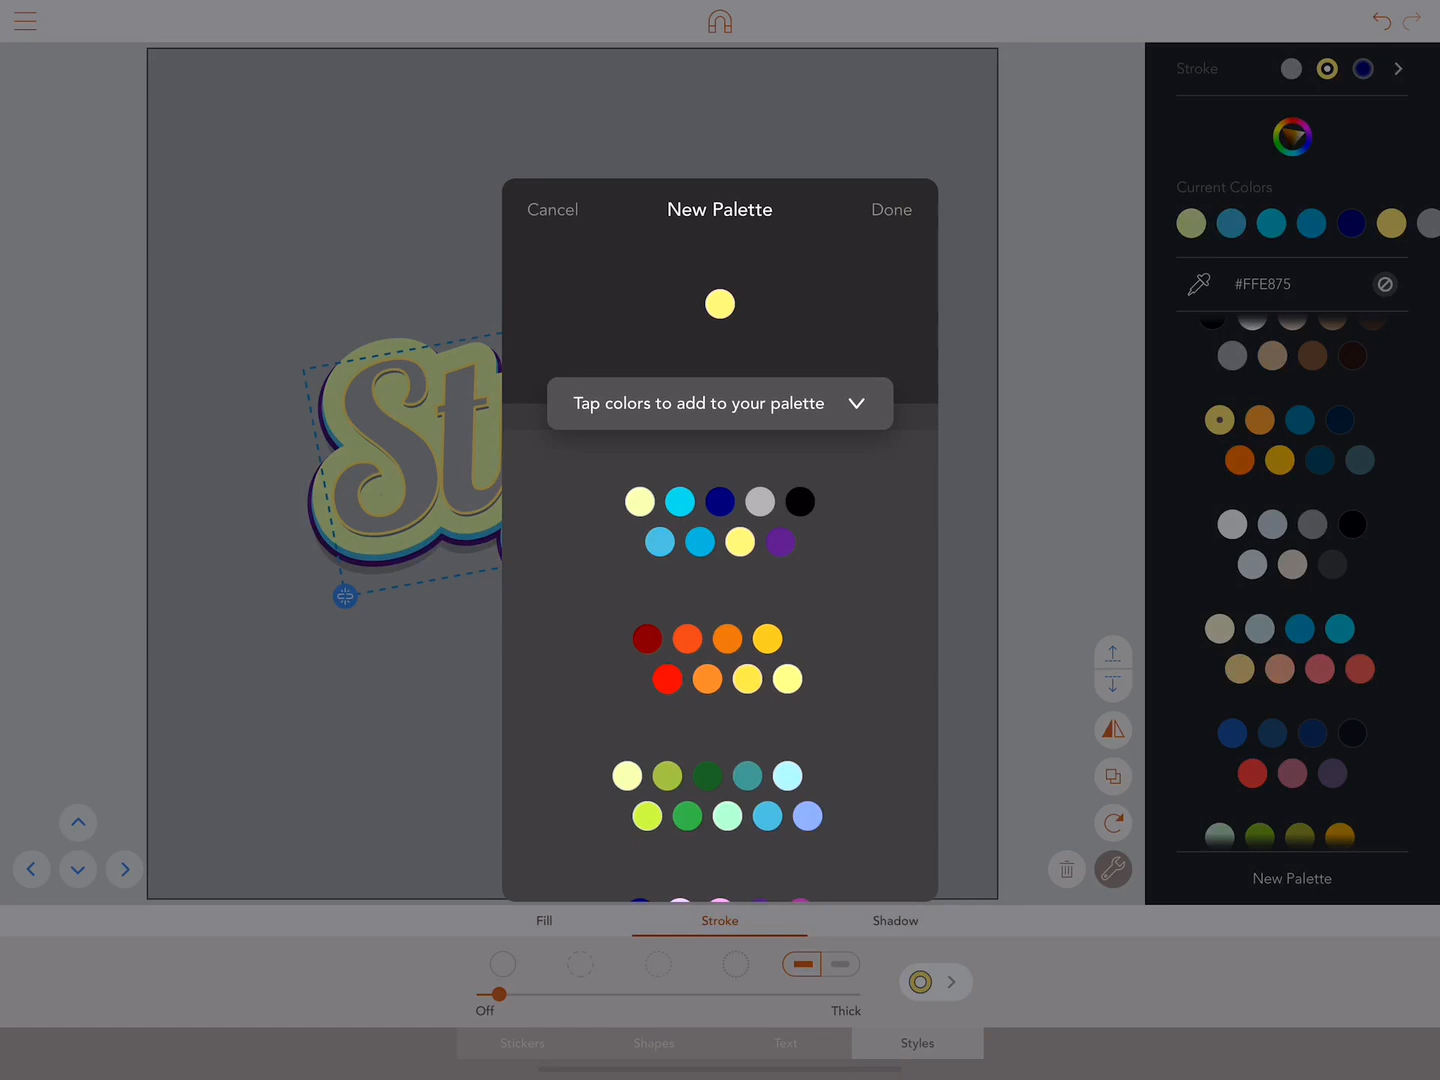 Stroke
Current Colors
#FFE875
Cancel
New Palette
Done
Tap colors to add to your palette
St
New Palette
Fill
Stroke
Shadow
Off
Thick
Stickers
Shapes
Text
Styles